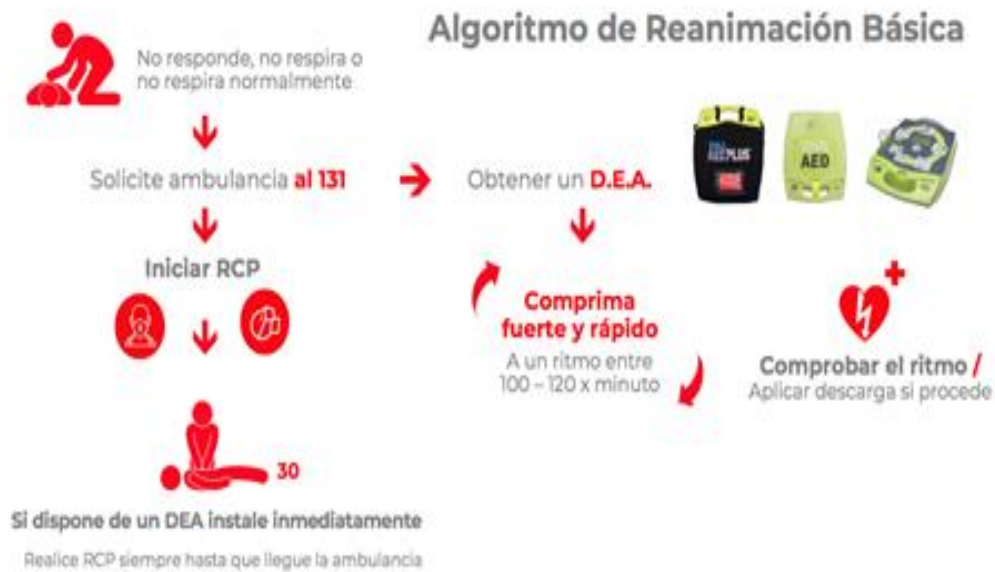 Algoritmo de Reanimación Básica
No responde, no respira o
no respira normalmente
Solicite ambulancia al 131
Obtener un D.E.A.
AED
Iniciar RCP
Comprima
fuerte y rápido
A un ritmo entre
100 – 120 x minuto
Comprobar el ritmo /
Aplicar descarga si procede
30
Si dispone de un DEA instale inmediatamente
Realice RCP siempre hasta que llegue la ambulancia